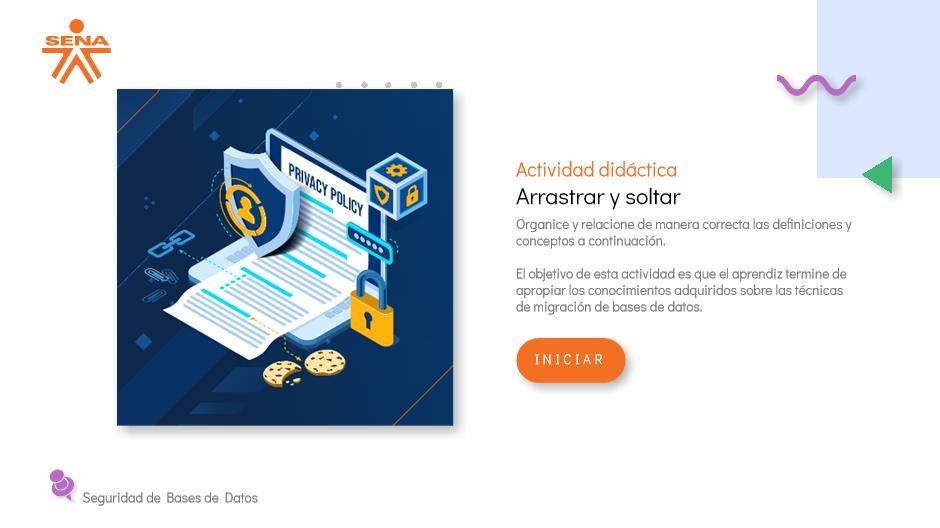 SENA
PRIVACY POLICY
Actividad didáctica
Arrastrar y soltar
Organice y relacione de manera correcta las definiciones y
conceptos a continuación.
El objetivo de esta actividad es que el aprendiz termine de
apropiar los conocimientos adquiridos sobre las técnicas
de migración de bases de datos.
INICIAR
Seguridad de Bases de Datos